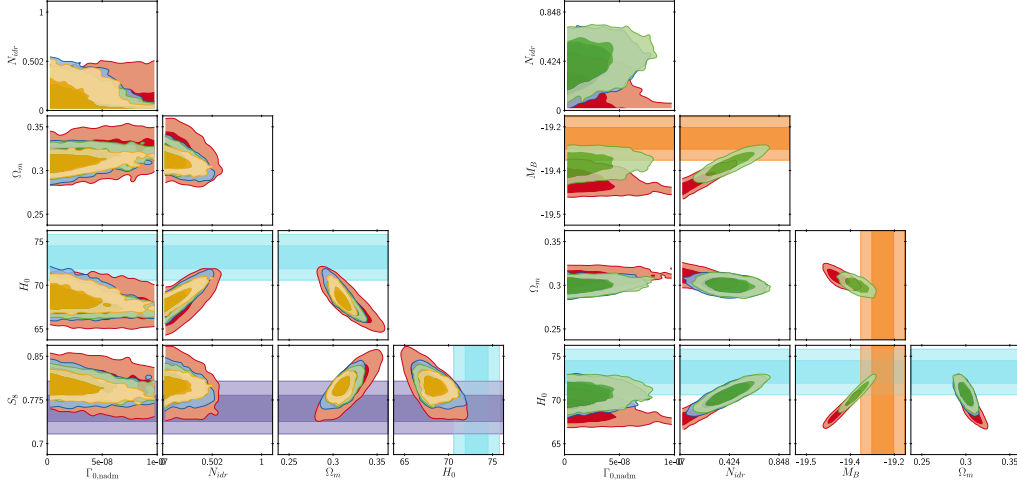 1
0.502
0
N_idr
0.848
0.424
0
N_idr
0.35
0.3
0.25
Ω_m
-19.2
-19.4
-19.5
M_B
75
70
65
H_0
0.35
0.3
0.25
Ω_m
0.85
0.775
0.7
S_8
75
70
65
H_0
0 5e-08 1e-07
Γ_0,nadm
0.502 1
N_idr
0.25 0.3 0.35
Ω_m
65 70 75
H_0
0 5e-08
Γ_0,nadm
0.424 0.848
N_idr
-19.5 -19.4 -19.2
M_B
0.25 0.3 0.35
Ω_m